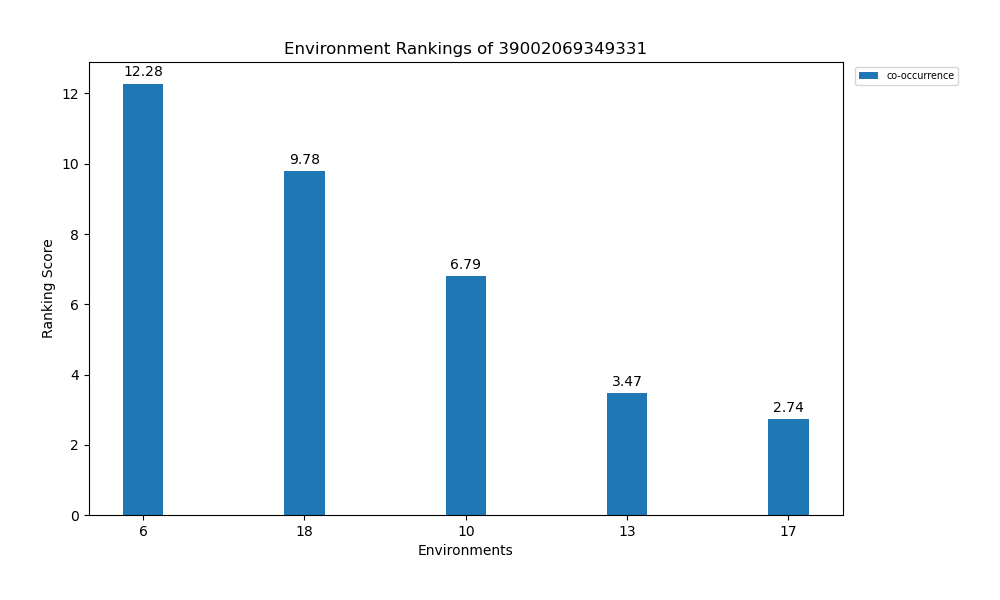 Environment Rankings of 39002069349331
co-occurrence
12.28
9.78
6.79
3.47
2.74
Ranking Score
12
10
8
6
4
2
0
6 18 10 13 17
Environments